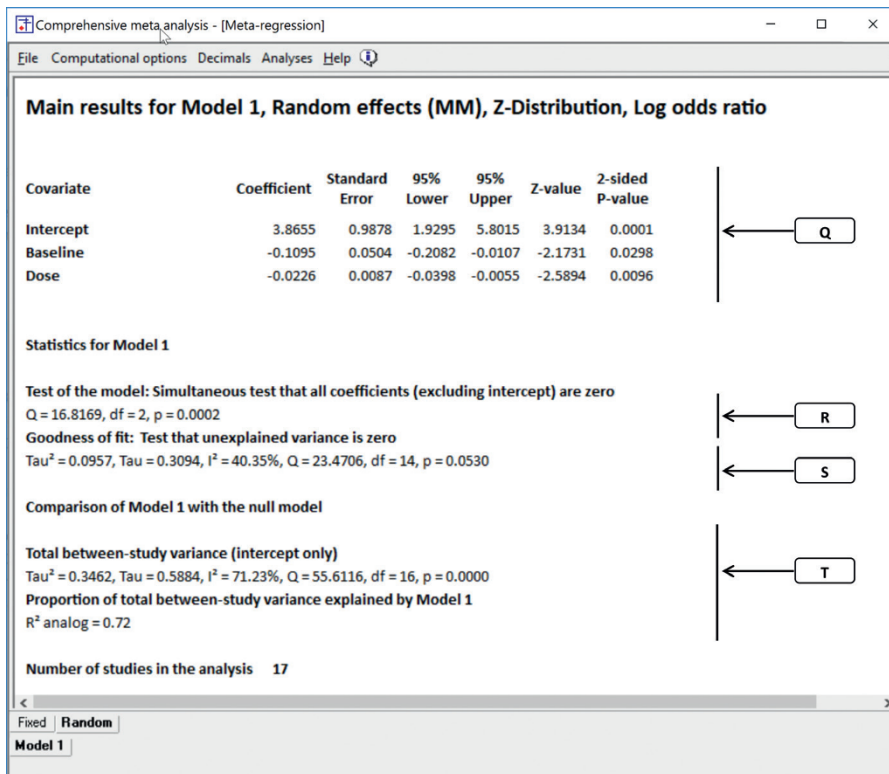 Comprehensive meta analysis - [Meta-regression]
File Computational options Decimals Analyses Help
Main results for Model 1, Random effects (MM), Z-Distribution, Log odds ratio
Covariate Coefficient Standard Error 95% Lower 95% Upper Z-value 2-sided P-value
Intercept 3.8655 0.9878 1.9295 5.8015 3.9134 0.0001
Q
Baseline -0.1095 0.0504 -0.2082 -0.0107 -2.1731 0.0298
Dose -0.0226 0.0087 -0.0398 -0.0055 -2.5894 0.0096
Statistics for Model 1
Test of the model: Simultaneous test that all coefficients (excluding intercept) are zero
Q = 16.8169, df = 2, p = 0.0002
R
Goodness of fit: Test that unexplained variance is zero
Tau² = 0.0957, Tau = 0.3094, I² = 40.35%, Q = 23.4706, df = 14, p = 0.0530
S
Comparison of Model 1 with the null model
Total between-study variance (intercept only)
Tau² = 0.3462, Tau = 0.5884, I² = 71.23%, Q = 55.6116, df = 16, p = 0.0000
T
Proportion of total between-study variance explained by Model 1
R² analog = 0.72
Number of studies in the analysis 17
Fixed Random
Model 1